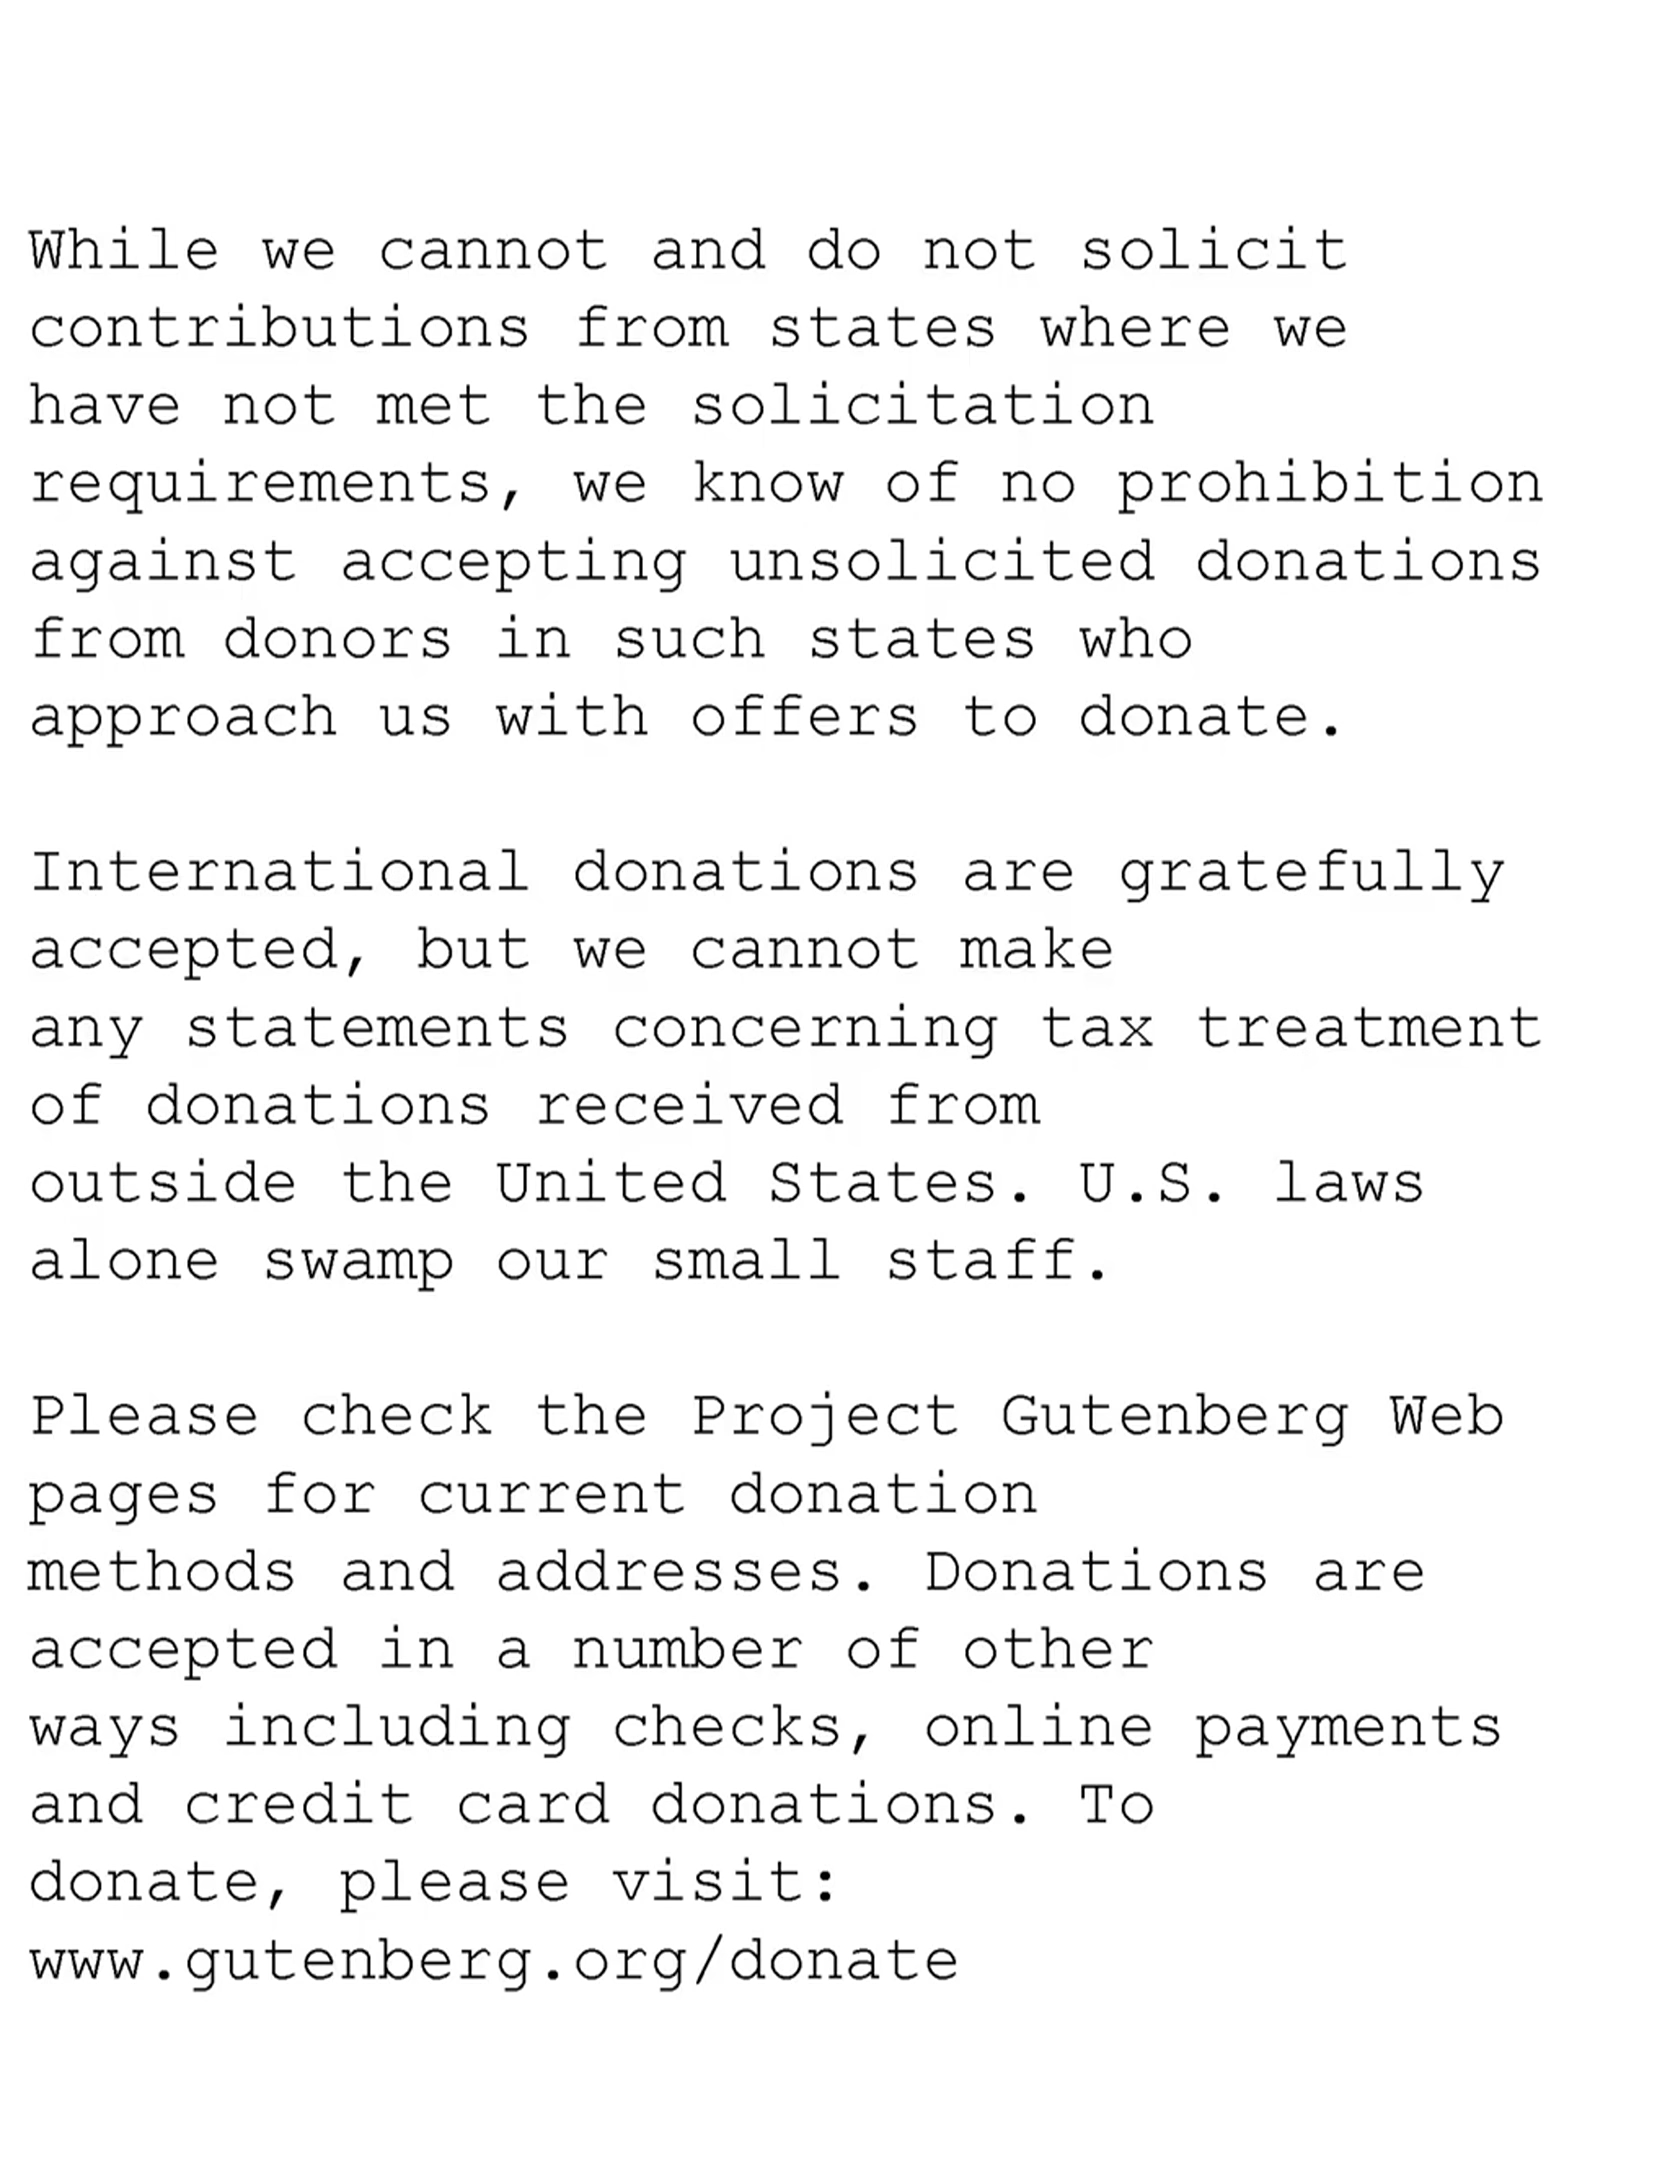 While we cannot and do not solicit
contributions from states where we
have not met the solicitation
requirements, we know of no prohibition
against accepting unsolicited donations
from donors in such states who
approach us with offers to donate.

International donations are gratefully
accepted, but we cannot make
any statements concerning tax treatment
of donations received from
outside the United States. U.S. laws
alone swamp our small staff.

Please check the Project Gutenberg Web
pages for current donation
methods and addresses. Donations are
accepted in a number of other
ways including checks, online payments
and credit card donations. To
donate, please visit:
www.gutenberg.org/donate